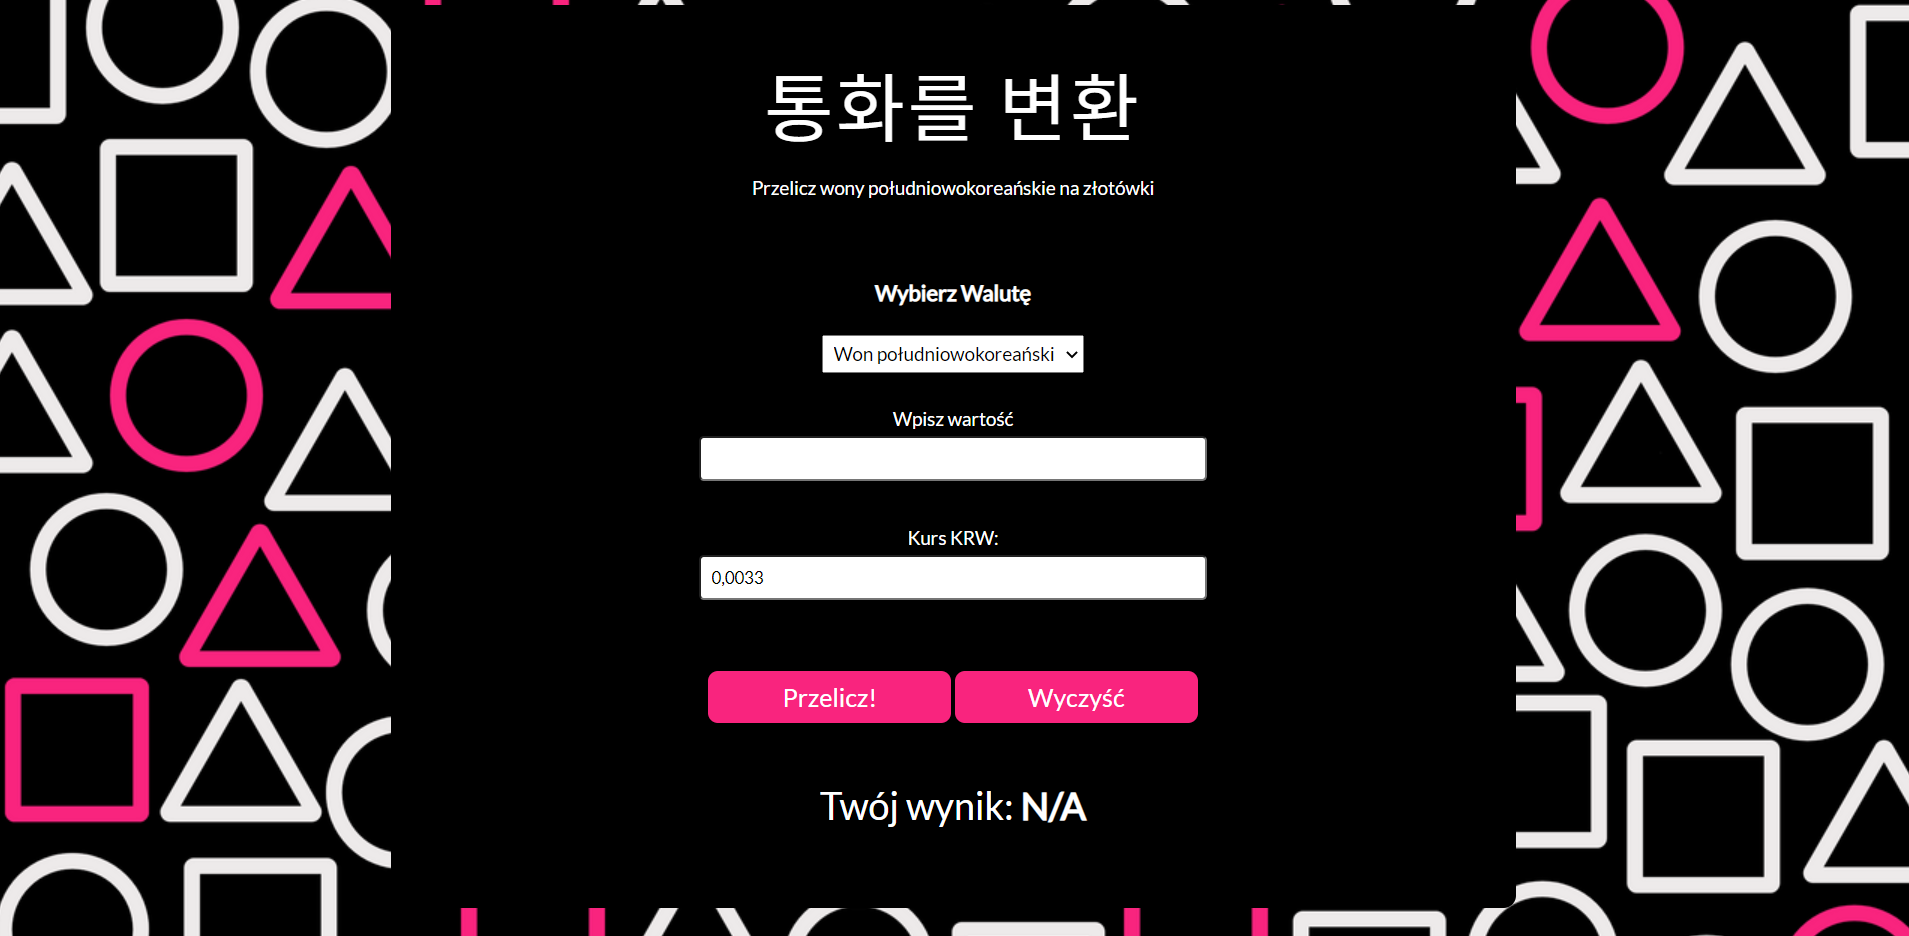 통화를 변환
Przelicz wony południowokoreańskie na złotówki
Wybierz Walutę
Won południowokoreański
Wpisz wartość
Kurs KRW:
0,0033
Przelicz! Wyczyść
Twój wynik: N/A